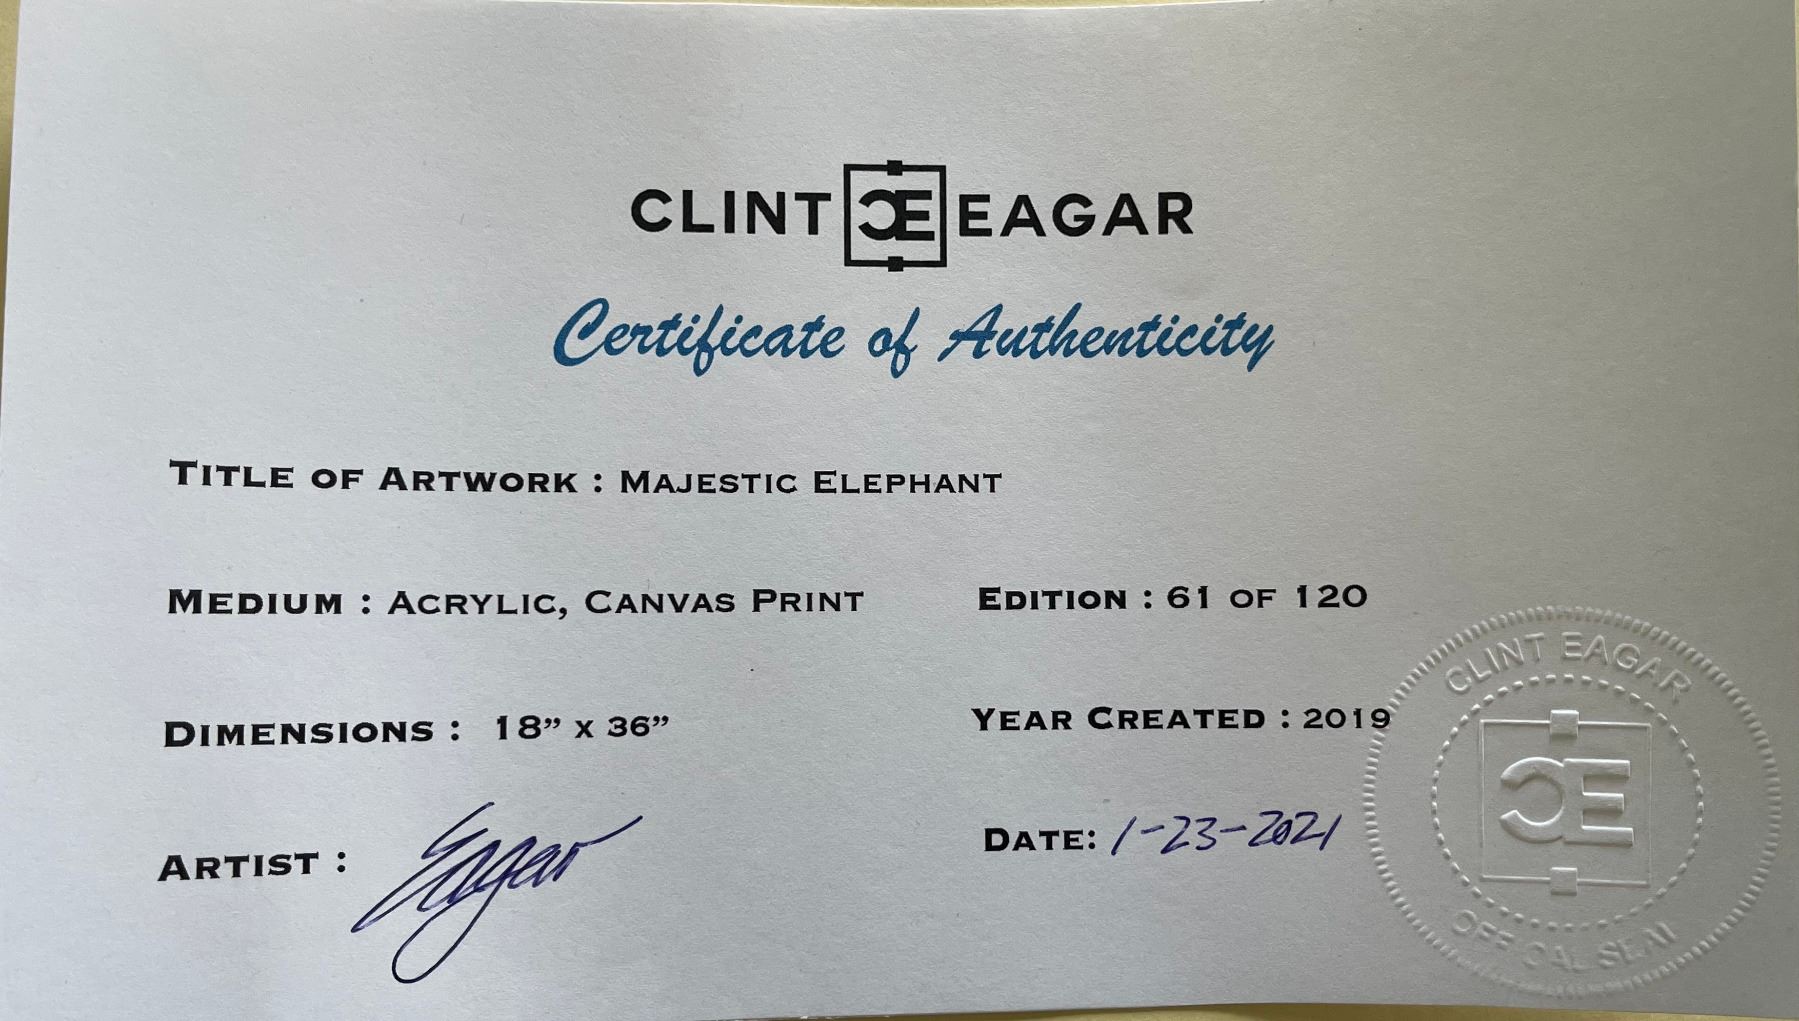 CLINT CE EAGAR
Certificate of Authenticity
TITLE OF ARTWORK : MAJESTIC ELEPHANT
MEDIUM : ACRYLIC, CANVAS PRINT
EDITION : 61 OF 120
DIMENSIONS : 18” X 36”
YEAR CREATED : 2019
ARTIST : Eagar
DATE: 1-23-2021
CLINT EAGAR
CE
OFFICIAL SEAL